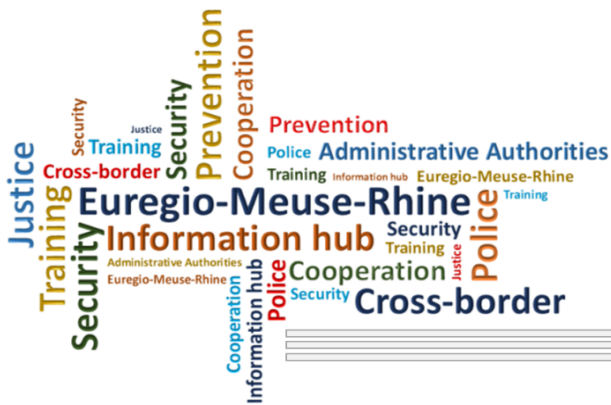 Security
Justice
Training
Cross-border
Security
Prevention
Cooperation
Prevention
Police
Administrative Authorities
Training
Information hub
Euregio-Meuse-Rhine
Training
Justice
Training
Security
Euregio-Meuse-Rhine
Information hub
Security
Training
Justice
Police
Administrative Authorities
Euregio-Meuse-Rhine
Cooperation
Information hub
Police
Cooperation
Security
Cross-border